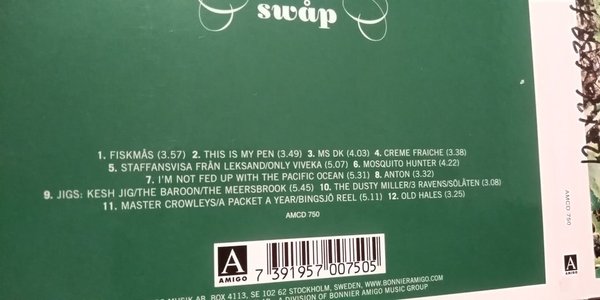 swåp
1. FISKMÅS (3.57) 2. THIS IS MY PEN (3.49) 3. MS DK (4.03) 4. CREME FRAICHE (3.38)
5. STAFFANSVISA FRÅN LEKSAND/ONLY VIVEKA (5.07) 6. MOSQUITO HUNTER (4.22)
7. I'M NOT FED UP WITH THE PACIFIC OCEAN (5.31) 8. ANTON (3.32)
9. JIGS: KESH JIG/THE BAROON/THE MEERSBROOK (5.45) 10. THE DUSTY MILLER/3 RAVENS/SÖLÅTEN (3.08)
11. MASTER CROWLEYS/A PACKET A YEAR/BINGSJÖ REEL (5.11) 12. OLD HALES (3.25)
AMCD 750
A
AMIGO
7 391957 007505
A
AMIGO
MUSIK AB, BOX 4113, SE 102 62 STOCKHOLM, SWEDEN, WWW.BONNIERAMIGO.COM
A DIVISION OF BONNIER AMIGO MUSIC GROUP
AMCD 750
A
AMIGO